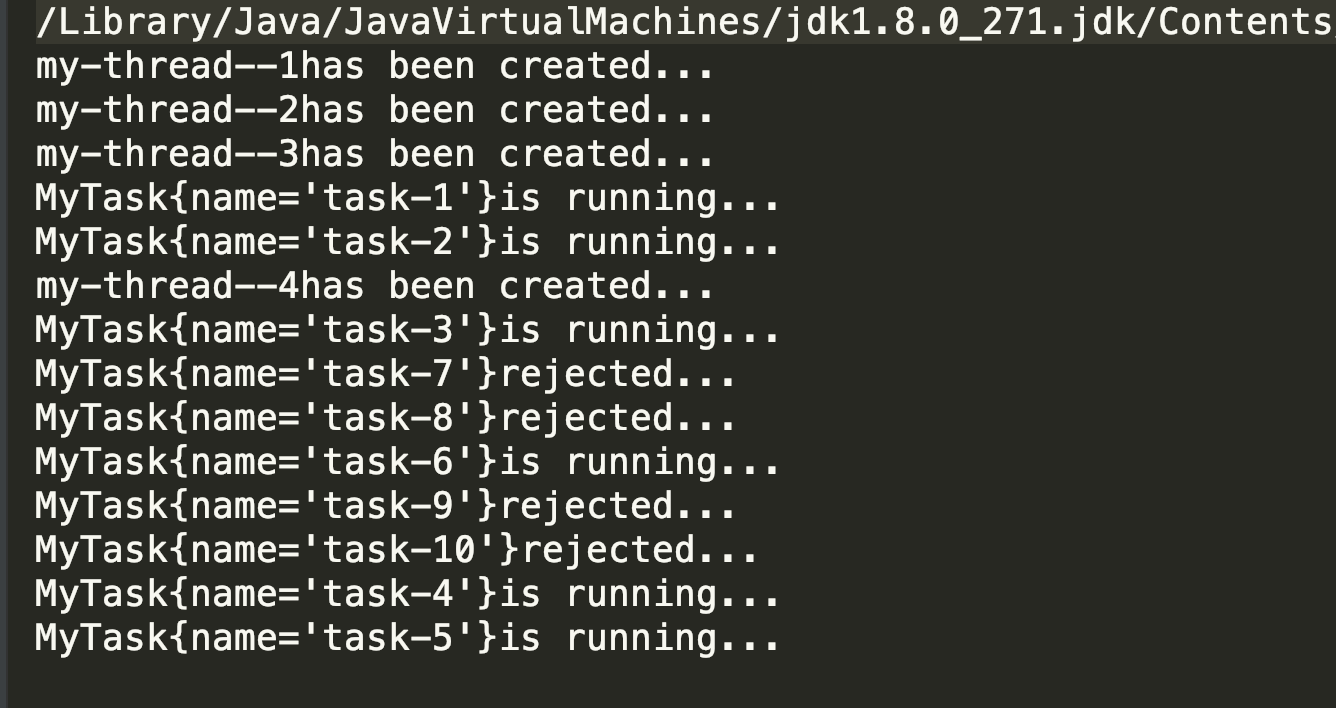 /Library/Java/JavaVirtualMachines/jdk1.8.0_271.jdk/Contents/
my-thread--1has been created...
my-thread--2has been created...
my-thread--3has been created...
MyTask{name='task-1'}is running...
MyTask{name='task-2'}is running...
my-thread--4has been created...
MyTask{name='task-3'}is running...
MyTask{name='task-7'}rejected...
MyTask{name='task-8'}rejected...
MyTask{name='task-6'}is running...
MyTask{name='task-9'}rejected...
MyTask{name='task-10'}rejected...
MyTask{name='task-4'}is running...
MyTask{name='task-5'}is running...